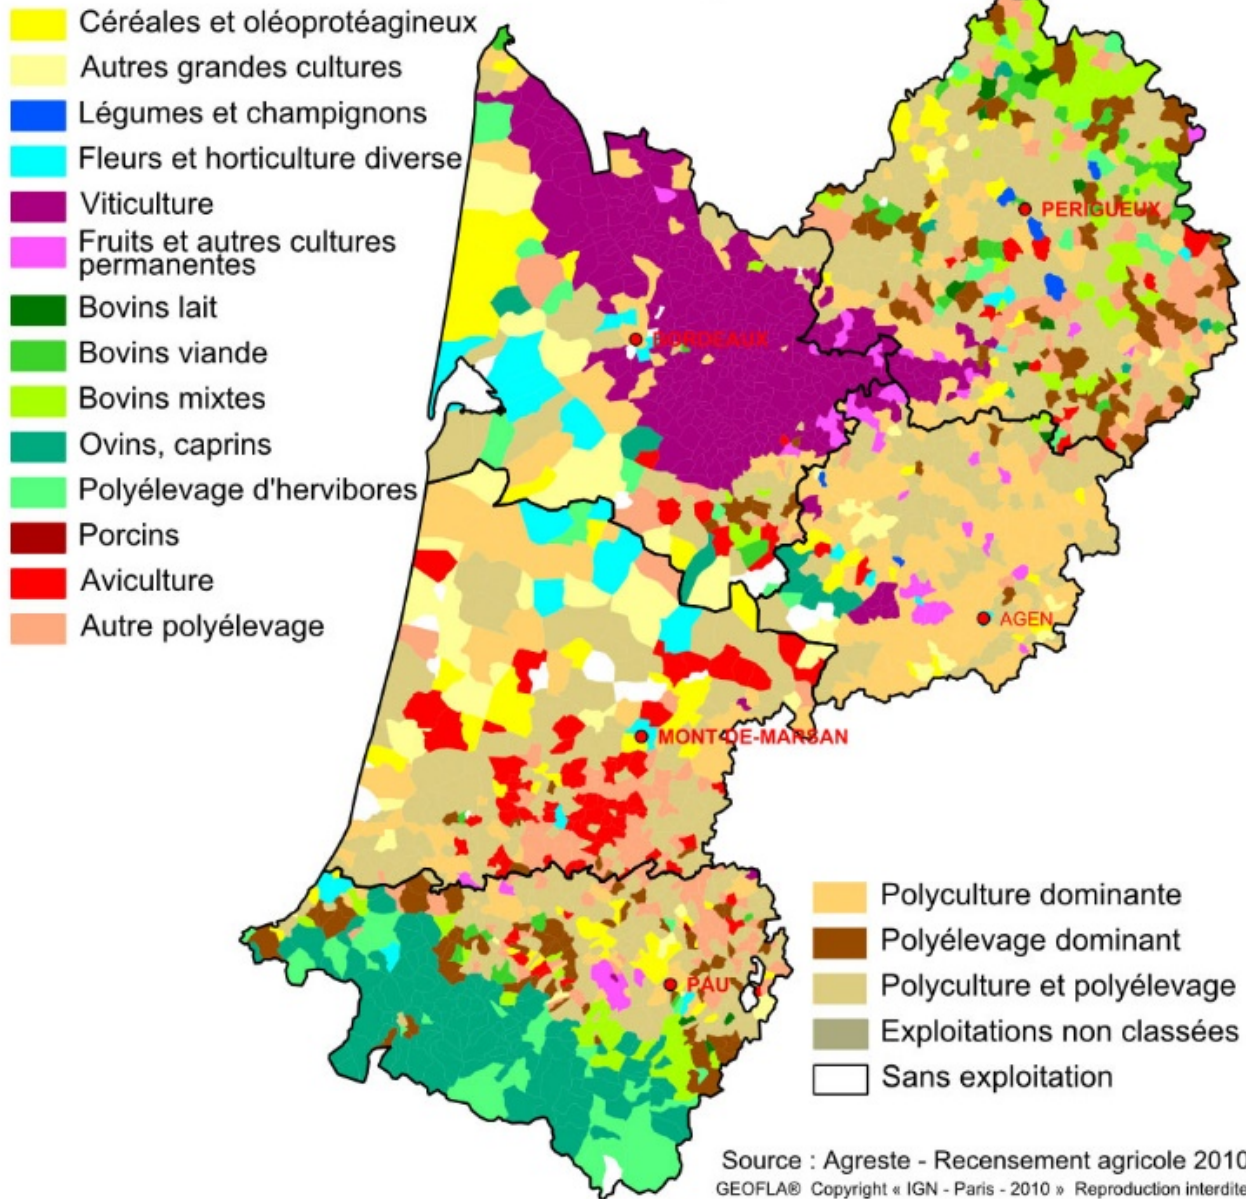 Céréales et oléoprotéagineux
Autres grandes cultures
Légumes et champignons
Fleurs et horticulture diverse
Viticulture
Fruits et autres cultures
permanentes
Bovins lait
Bovins viande
Bovins mixtes
Ovins, caprins
Polyélevage d'hervibores
Porcins
Aviculture
Autre polyélevage
PERIGUEUX
BORDEAUX
AGEN
MONT-DE-MARSAN
PAU
Polyculture dominante
Polyélevage dominant
Polyculture et polyélevage
Exploitations non classées
Sans exploitation
Source : Agreste - Recensement agricole 2010
GEOFLA® Copyright « IGN - Paris - 2010 » Reproduction interdite